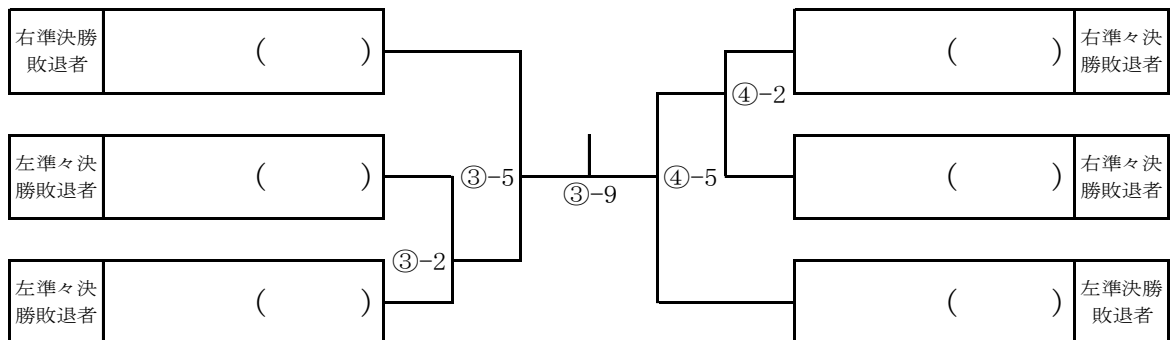 右準決勝
敗退者
(　　　)
(　　　)
右準々決
勝敗退者
④-2
左準々決
勝敗退者
(　　　)
③-5
③-9
④-5
(　　　)
右準々決
勝敗退者
③-2
左準々決
勝敗退者
(　　　)
(　　　)
左準決勝
敗退者